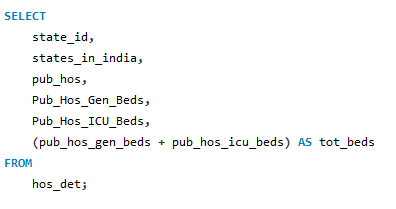 SELECT
state_id,
states_in_india,
pub_hos,
Pub_Hos_Gen_Beds,
Pub_Hos_ICU_Beds,
(pub_hos_gen_beds + pub_hos_icu_beds) AS tot_beds
FROM
hos_det;